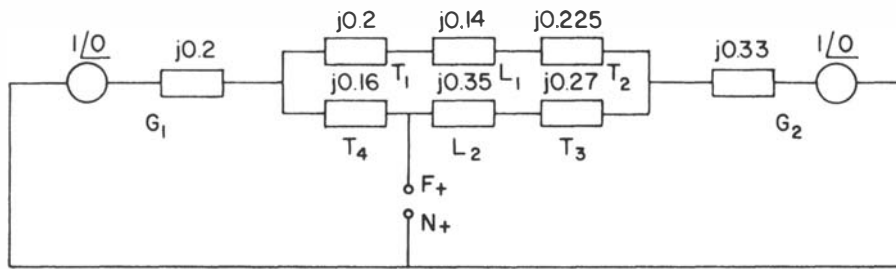 j0.2 j0.14 j0.225
1/0 j0.2 j0.33 1/0
T1 L1 T2
j0.16 j0.35 j0.27
G1 G2
T4 L2 T3
F+
N+